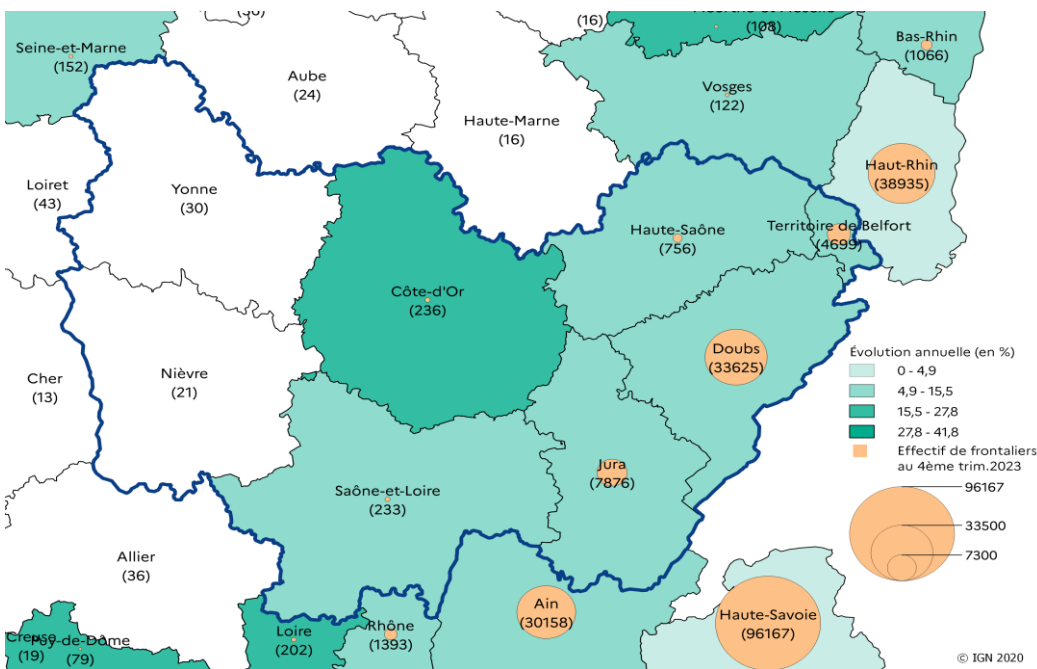 (16)
(108)
Seine-et-Marne
(152)
Bas-Rhin
(1066)
Aube
(24)
Vosges
(122)
Haute-Marne
(16)
Haut-Rhin
(38935)
Loiret
(43)
Yonne
(30)
Haute-Saône
(756)
Territoire de Belfort
(4699)
Côte-d'Or
(236)
Doubs
(33625)
Cher
(13)
Nièvre
(21)
Évolution annuelle (en %)
0 - 4,9
4,9 - 15,5
15,5 - 27,8
27,8 - 41,8
Effectif de frontaliers
au 4ème trim.2023
96167
33500
7300
Jura
(7876)
Saône-et-Loire
(233)
Allier
(36)
Ain
(30158)
Haute-Savoie
(96167)
Creuse
(19)
Puy-de-Dôme
(79)
Loire
(202)
Rhône
(1393)
© IGN 2020